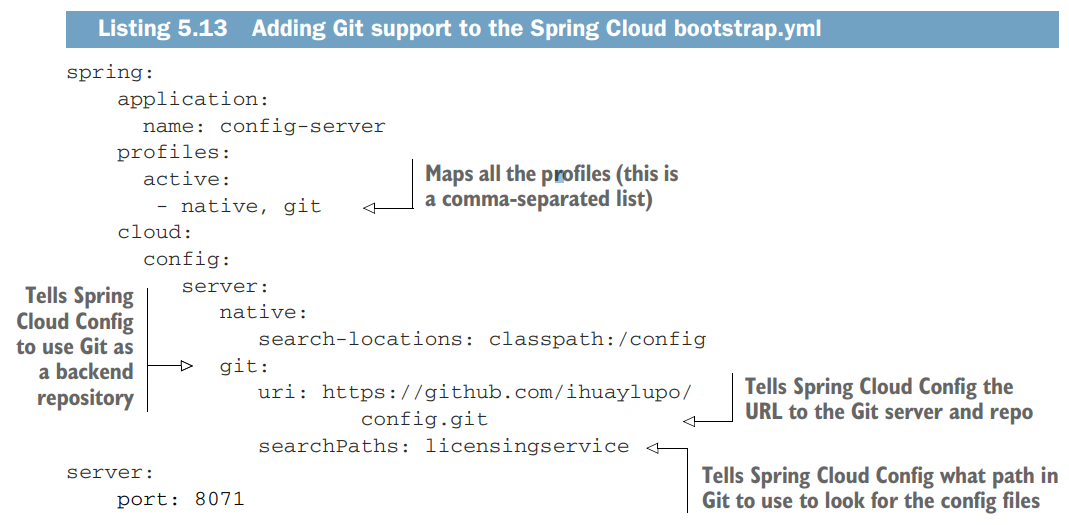 Listing 5.13 Adding Git support to the Spring Cloud bootstrap.yml
spring:
application:
name: config-server
profiles:
active:
- native, git
Maps all the profiles (this is
a comma-separated list)
cloud:
config:
server:
native:
search-locations: classpath:/config
Tells Spring
Cloud Config
to use Git as
a backend
repository
git:
uri: https://github.com/ihuaylupo/
config.git
Tells Spring Cloud Config the
URL to the Git server and repo
searchPaths: licensingservice
Tells Spring Cloud Config what path in
Git to use to look for the config files
server:
port: 8071